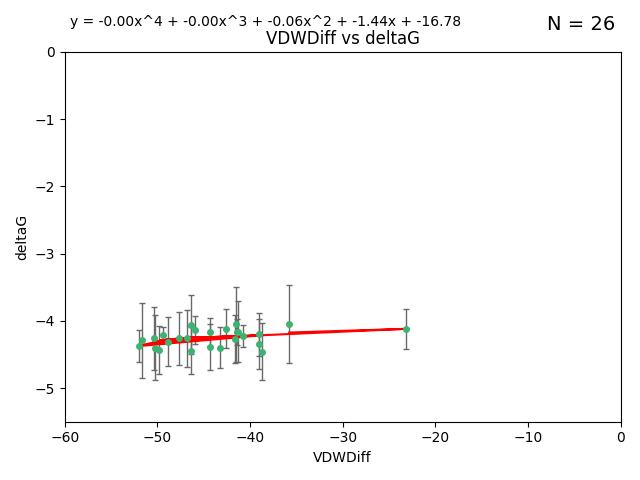 y = -0.00x^4 + -0.00x^3 + -0.06x^2 + -1.44x + -16.78
N = 26
VDWDiff vs deltaG
0
−1
−2
−3
−4
−5
deltaG
−60 −50 −40 −30 −20 −10 0
VDWDiff